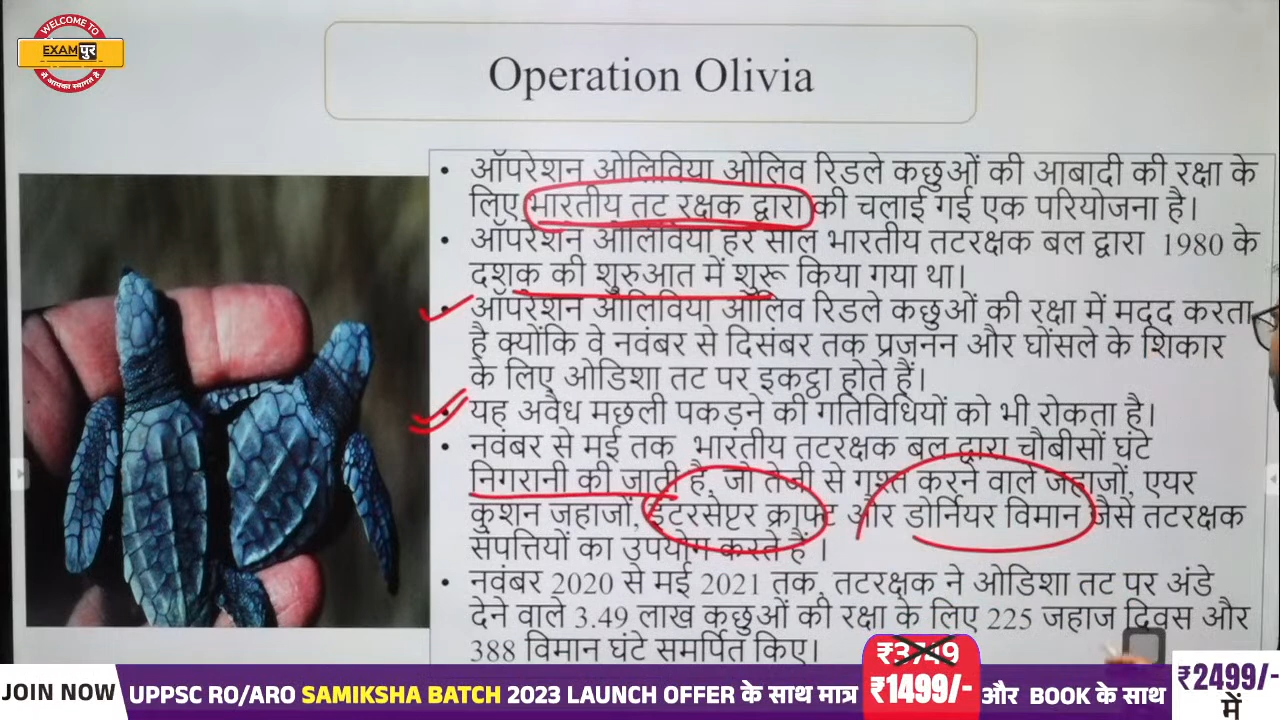 WELCOME TO
EXAM पुर
में आपका स्वागत है
Operation Olivia
• ऑपरेशन ओलिविया ओलिव रिडले कछुओं की आबादी की रक्षा के
लिए भारतीय तट रक्षक द्वारा की चलाई गई एक परियोजना है।
• ऑपरेशन ओलिविया हर साल भारतीय तटरक्षक बल द्वारा 1980 के
दशक की शुरुआत में शुरू किया गया था।
• ऑपरेशन ओलिविया ओलिव रिडले कछुओं की रक्षा में मदद करता
है क्योंकि वे नवंबर से दिसंबर तक प्रजनन और घोंसले के शिकार
के लिए ओडिशा तट पर इकट्ठा होते हैं।
• यह अवैध मछली पकड़ने की गतिविधियों को भी रोकता है।
• नवंबर से मई तक भारतीय तटरक्षक बल द्वारा चौबीसों घंटे
निगरानी की जाती है, जो तेजी से गश्त करने वाले जहाजों, एयर
कुशन जहाजों, इंटरसेप्टर क्राफ्ट और डोर्नियर विमान जैसे तटरक्षक
संपत्तियों का उपयोग करते हैं ।
• नवंबर 2020 से मई 2021 तक, तटरक्षक ने ओडिशा तट पर अंडे
देने वाले 3.49 लाख कछुओं की रक्षा के लिए 225 जहाज दिवस और
388 विमान घंटे समर्पित किए।
JOIN NOW UPPSC RO/ARO SAMIKSHA BATCH 2023 LAUNCH OFFER के साथ मात्र ₹3749 ₹1499/- और BOOK के साथ ₹2499/- में